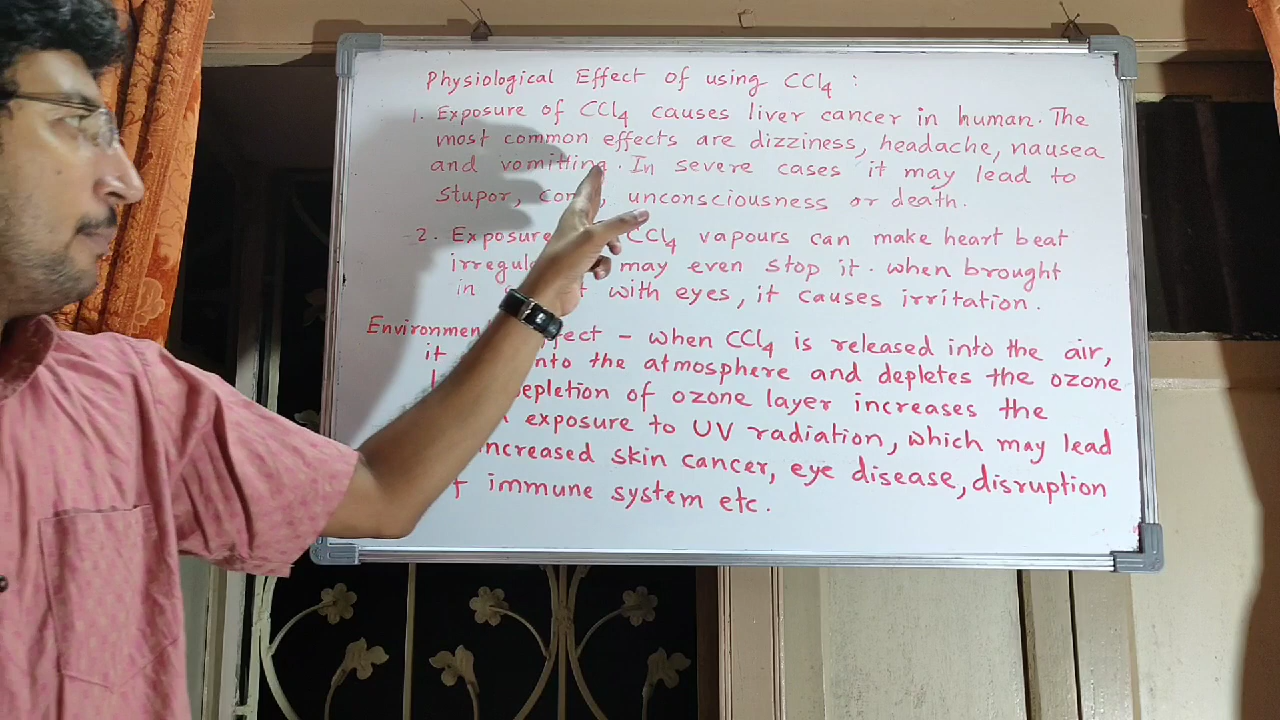 Physiological Effect of using CCl4 :
1. Exposure of CCl4 causes liver cancer in human. The
most common effects are dizziness, headache, nausea
and vomitting. In severe cases it may lead to
stupor, unconsciousness or death.
2. Exposure CCl4 vapours can make heart beat
may even stop it. when brought
in with eyes, it causes irritation.
- when CCl4 is released into the air,
it the atmosphere and depletes the ozone
of ozone layer increases the
exposure to UV radiation, which may lead
skin cancer, eye disease, disruption
immune system etc.